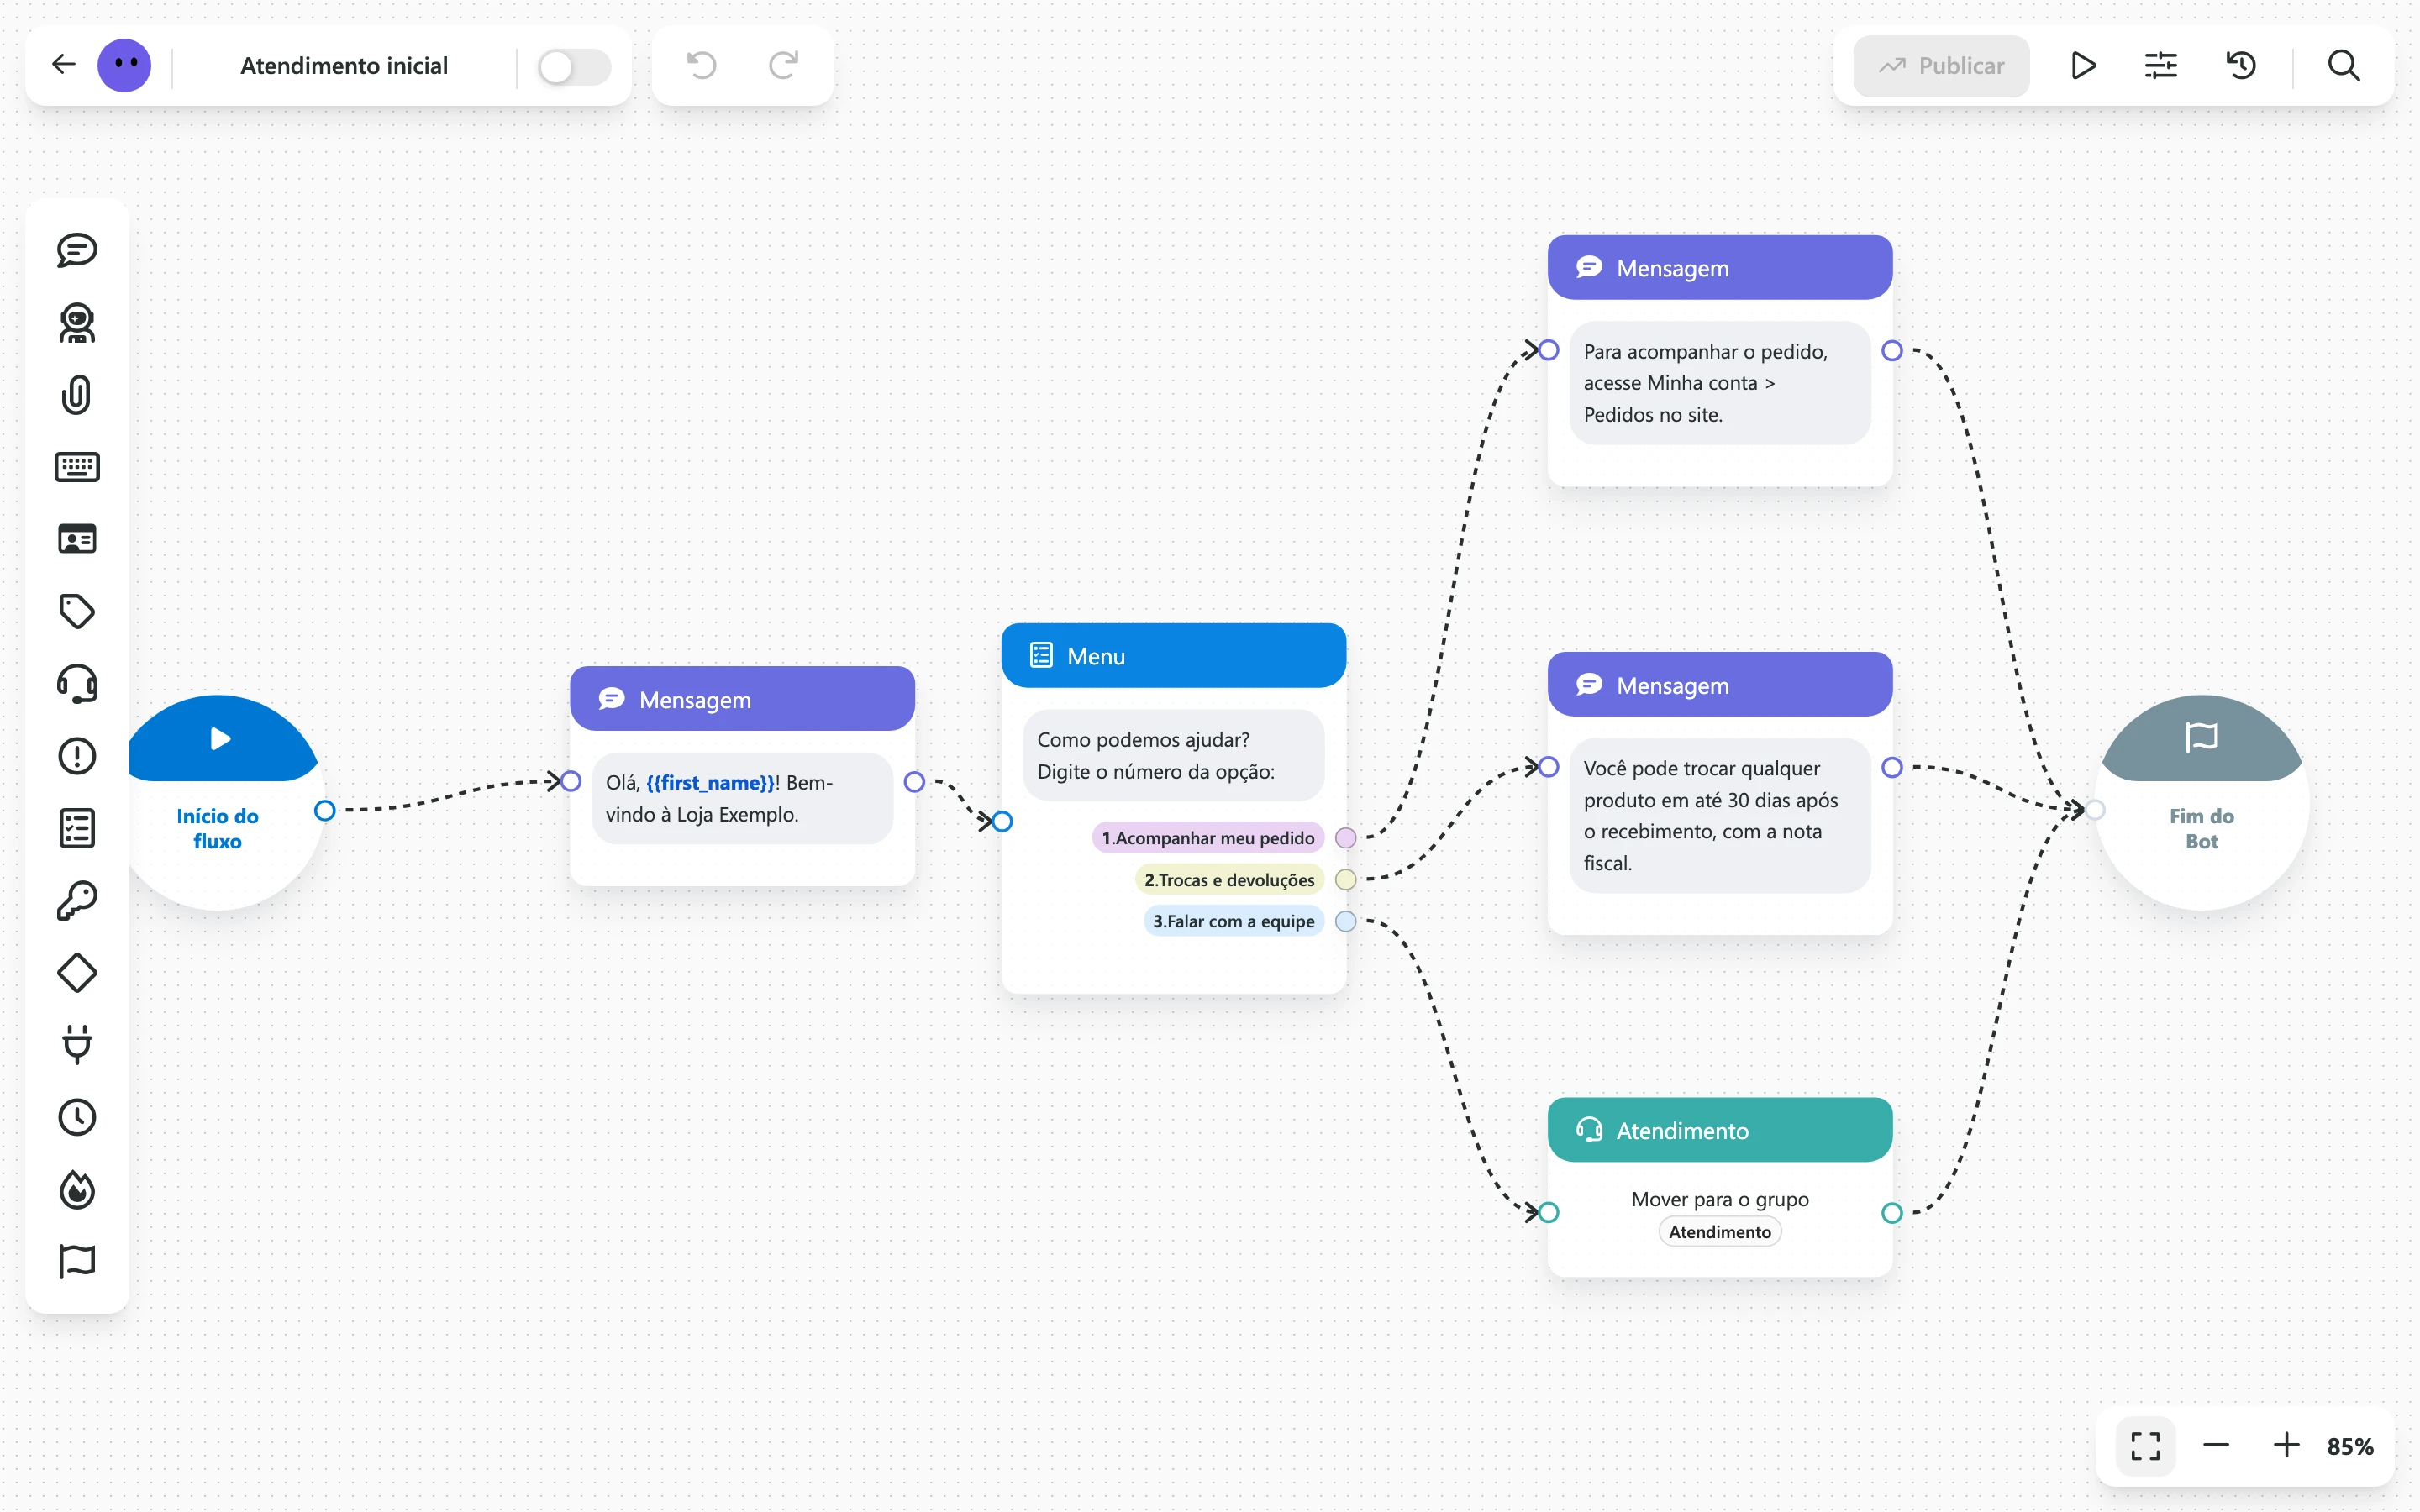 Atendimento inicial
Publicar
Mensagem
Para acompanhar o pedido,
acesse Minha conta >
Pedidos no site.
Início do
fluxo
Mensagem
Olá, {{first_name}}! Bem-
vindo à Loja Exemplo.
Menu
Como podemos ajudar?
Digite o número da opção:
1.Acompanhar meu pedido
2.Trocas e devoluções
3.Falar com a equipe
Mensagem
Você pode trocar qualquer
produto em até 30 dias após
o recebimento, com a nota
fiscal.
Fim do
Bot
Atendimento
Mover para o grupo
Atendimento
85%